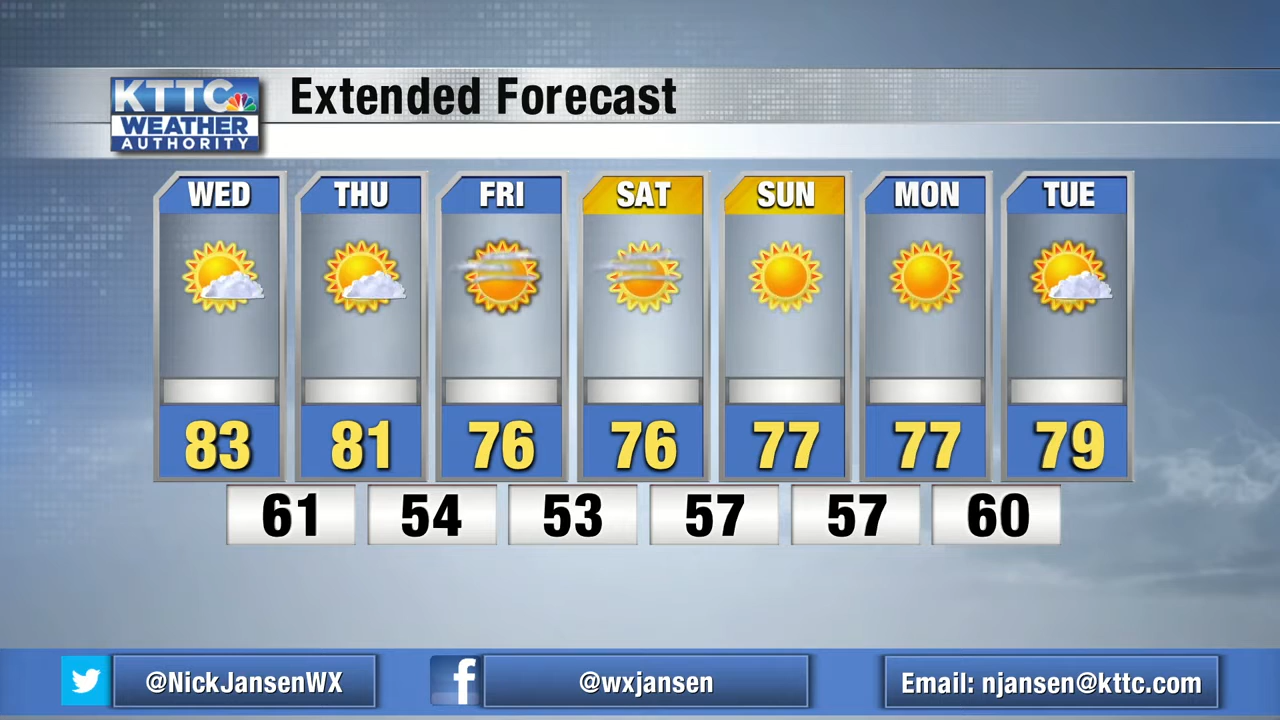 KTTC
WEATHER
AUTHORITY
Extended Forecast
WED THU FRI SAT SUN MON TUE
83 81 76 76 77 77 79
61 54 53 57 57 60
@NickJansenWX
@wxjansen
Email: njansen@kttc.com